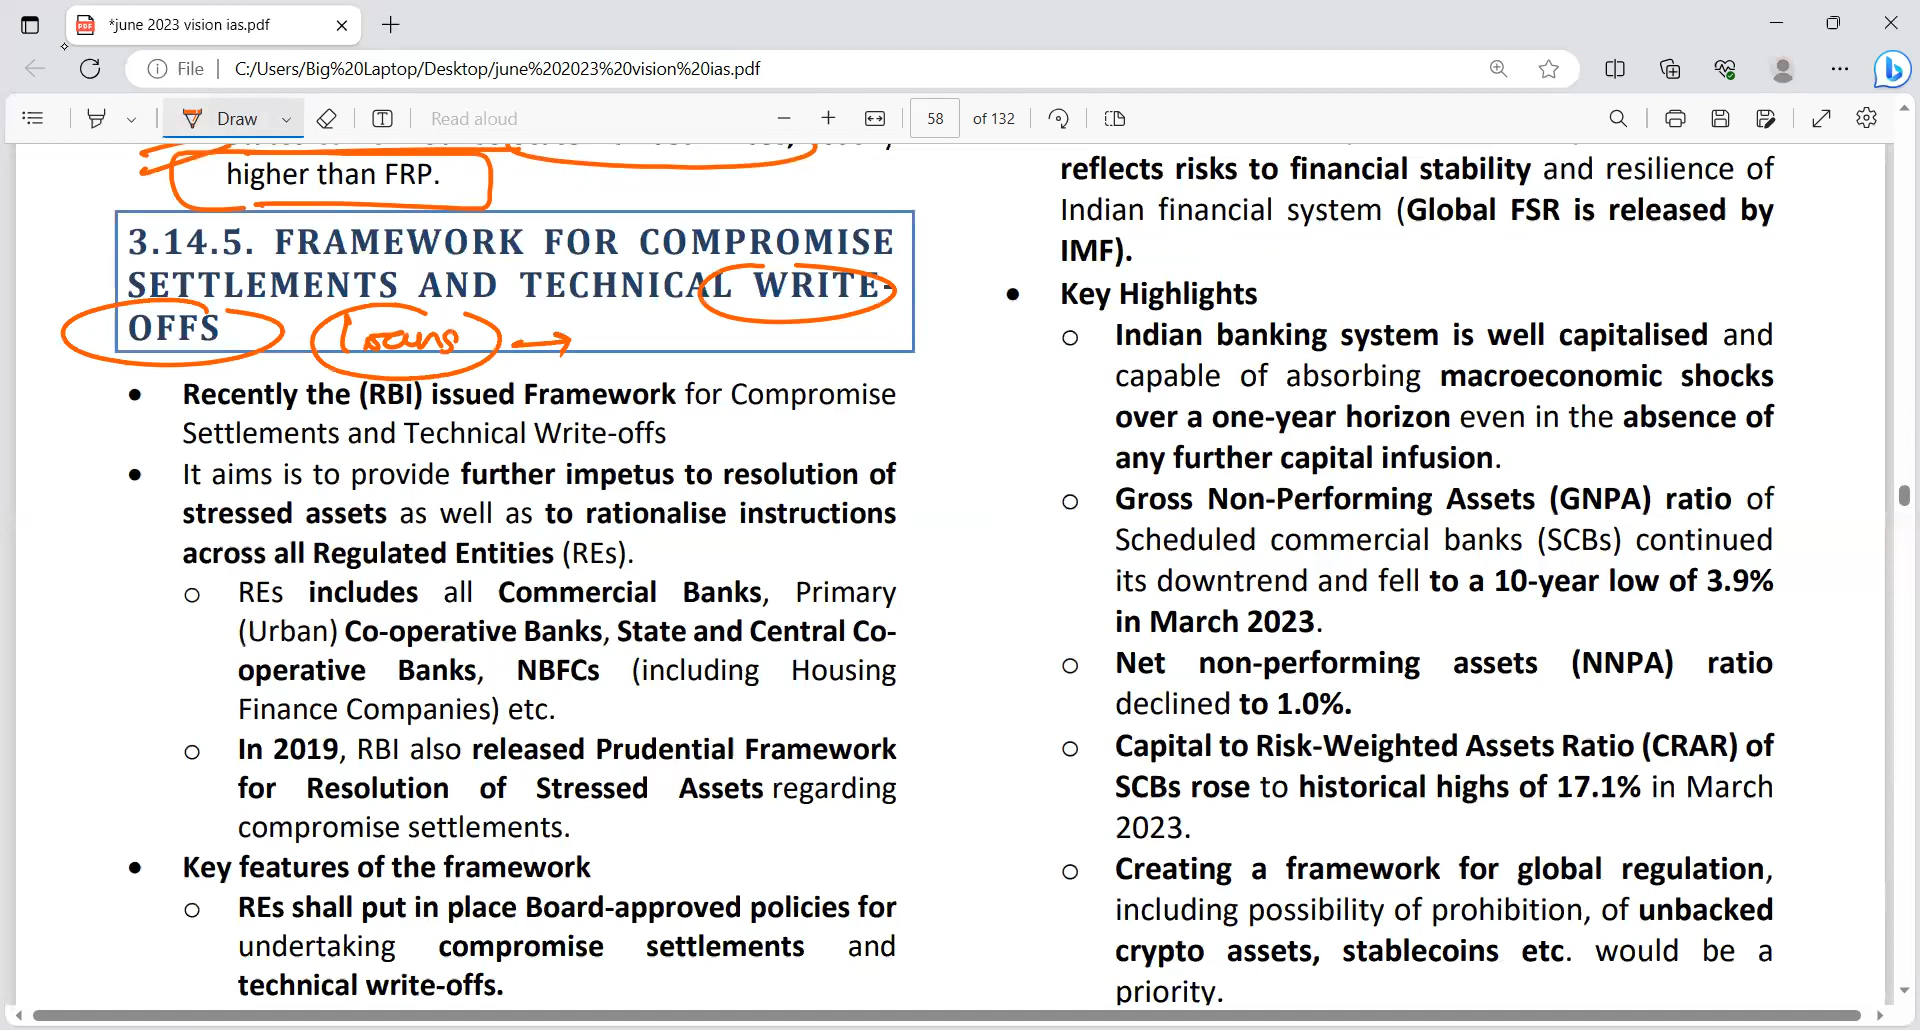 *june 2023 vision ias.pdf
File
C:/Users/Big%20Laptop/Desktop/june%202023%20vision%20ias.pdf
Draw
Read aloud
58
of 132
higher than FRP.
3.14.5. FRAMEWORK FOR COMPROMISE
SETTLEMENTS AND TECHNICAL WRITE-
OFFS
Loans →
• Recently the (RBI) issued Framework for Compromise
Settlements and Technical Write-offs
• It aims is to provide further impetus to resolution of
stressed assets as well as to rationalise instructions
across all Regulated Entities (REs).
o REs includes all Commercial Banks, Primary
(Urban) Co-operative Banks, State and Central Co-
operative Banks, NBFCs (including Housing
Finance Companies) etc.
o In 2019, RBI also released Prudential Framework
for Resolution of Stressed Assets regarding
compromise settlements.
• Key features of the framework
o REs shall put in place Board-approved policies for
undertaking compromise settlements and
technical write-offs.
reflects risks to financial stability and resilience of
Indian financial system (Global FSR is released by
IMF).
• Key Highlights
o Indian banking system is well capitalised and
capable of absorbing macroeconomic shocks
over a one-year horizon even in the absence of
any further capital infusion.
o Gross Non-Performing Assets (GNPA) ratio of
Scheduled commercial banks (SCBs) continued
its downtrend and fell to a 10-year low of 3.9%
in March 2023.
o Net non-performing assets (NNPA) ratio
declined to 1.0%.
o Capital to Risk-Weighted Assets Ratio (CRAR) of
SCBs rose to historical highs of 17.1% in March
2023.
o Creating a framework for global regulation,
including possibility of prohibition, of unbacked
crypto assets, stablecoins etc. would be a
priority.